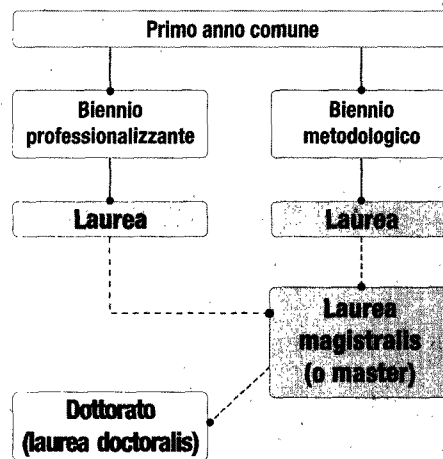 Primo anno comune
Biennio
professionalizzante
Biennio
metodologico
Laurea
Laurea
Laurea
magistralis
(o master)
Dottorato
(laurea doctoralis)